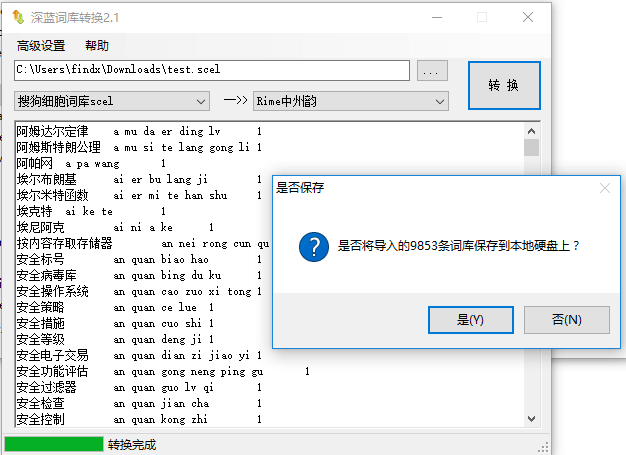 深蓝词库转换2.1
高级设置 帮助
C:\Users\findx\Downloads\test.scel ...
转 换
搜狗细胞词库scel —>> Rime中州韵
阿姆达尔定律 a mu da er ding lv 1
阿姆斯特朗公理 a mu si te lang gong li 1
阿帕网 a pa wang 1
埃尔布朗基 ai er bu lang ji 1
埃尔米特函数 ai er mi te han shu 1
埃克特 ai ke te 1
埃尼阿克 ai ni a ke 1
按内容存取存储器 an nei rong cun qu
安全标号 an quan biao hao 1
安全病毒库 an quan bing du ku 1
安全操作系统 an quan cao zuo xi tong 1
安全策略 an quan ce lue 1
安全措施 an quan cuo shi 1
安全等级 an quan deng ji 1
安全电子交易 an quan dian zi jiao yi 1
安全功能评估 an quan gong neng ping gu 1
安全过滤器 an quan guo lv qi 1
安全检查 an quan jian cha 1
安全控制 an quan kong zhi 1
转换完成
是否保存
是否将导入的9853条词库保存到本地硬盘上？
是(Y) 否(N)